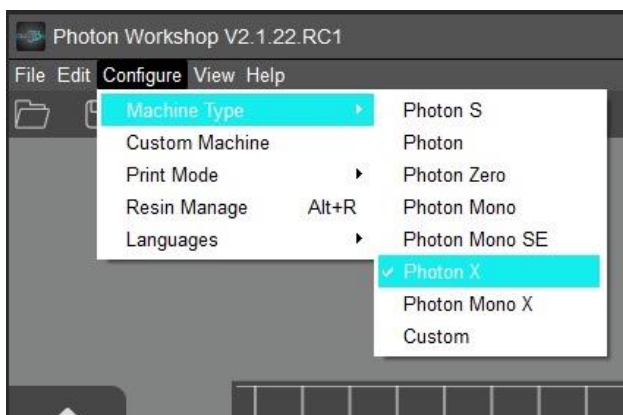 Photon Workshop V2.1.22.RC1
File Edit Configure View Help
Machine Type
Custom Machine
Print Mode
Resin Manage Alt+R
Languages
Photon S
Photon
Photon Zero
Photon Mono
Photon Mono SE
Photon X
Photon Mono X
Custom